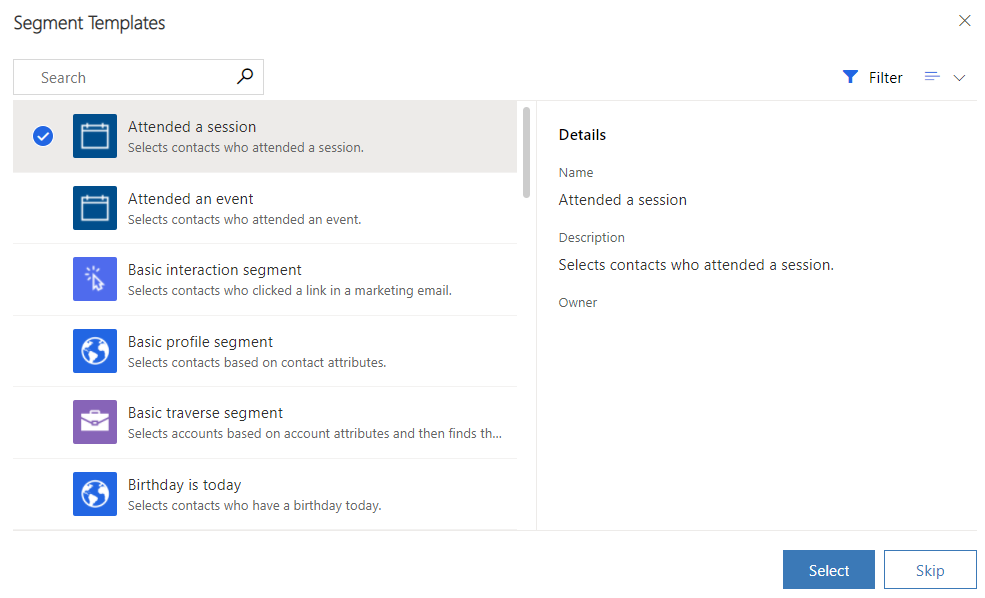 Segment Templates
Search
Filter
Attended a session
Selects contacts who attended a session.
Attended an event
Selects contacts who attended an event.
Basic interaction segment
Selects contacts who clicked a link in a marketing email.
Basic profile segment
Selects contacts based on contact attributes.
Basic traverse segment
Selects accounts based on account attributes and then finds th...
Birthday is today
Selects contacts who have a birthday today.
Details
Name
Attended a session
Description
Selects contacts who attended a session.
Owner
Select
Skip